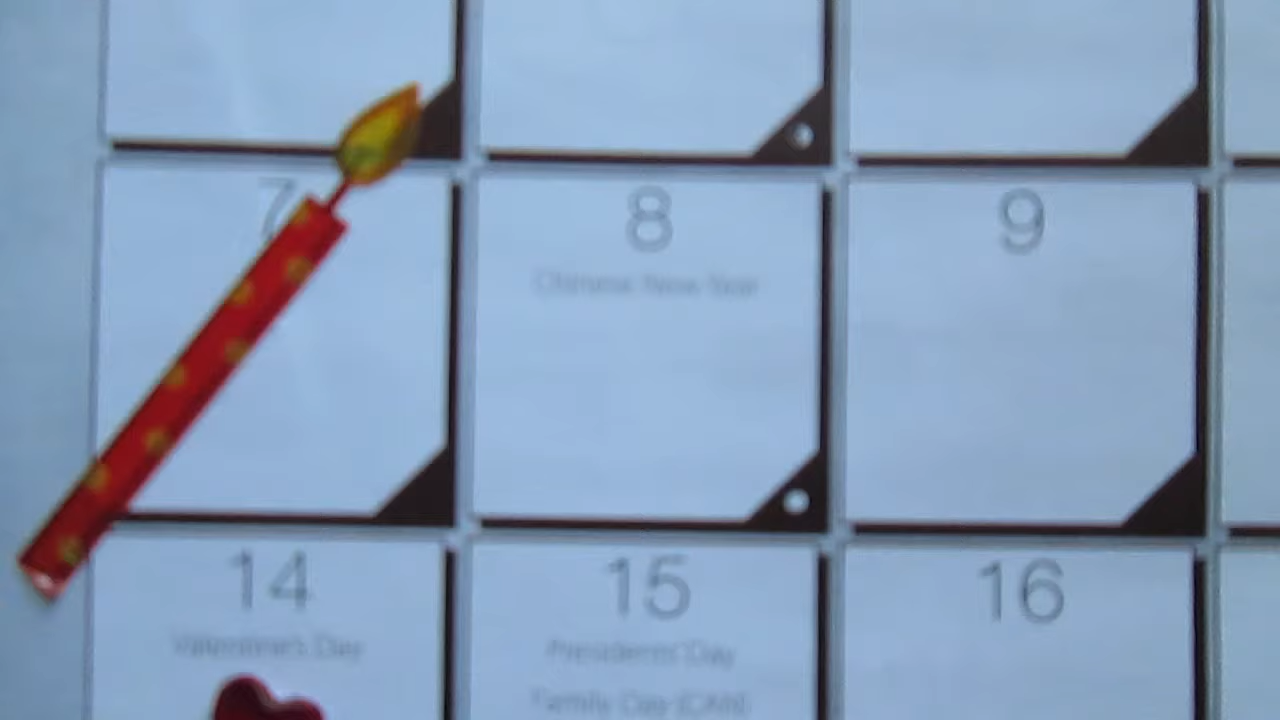 7
8
9
Chinese New Year
14
15
16
Valentine's Day
Presidents' Day
Family Day (CAN)